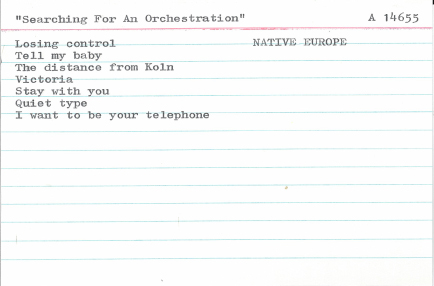 "Searching For An Orchestration" A 14655
Losing control NATIVE EUROPE
Tell my baby
The distance from Koln
Victoria
Stay with you
Quiet type
I want to be your telephone